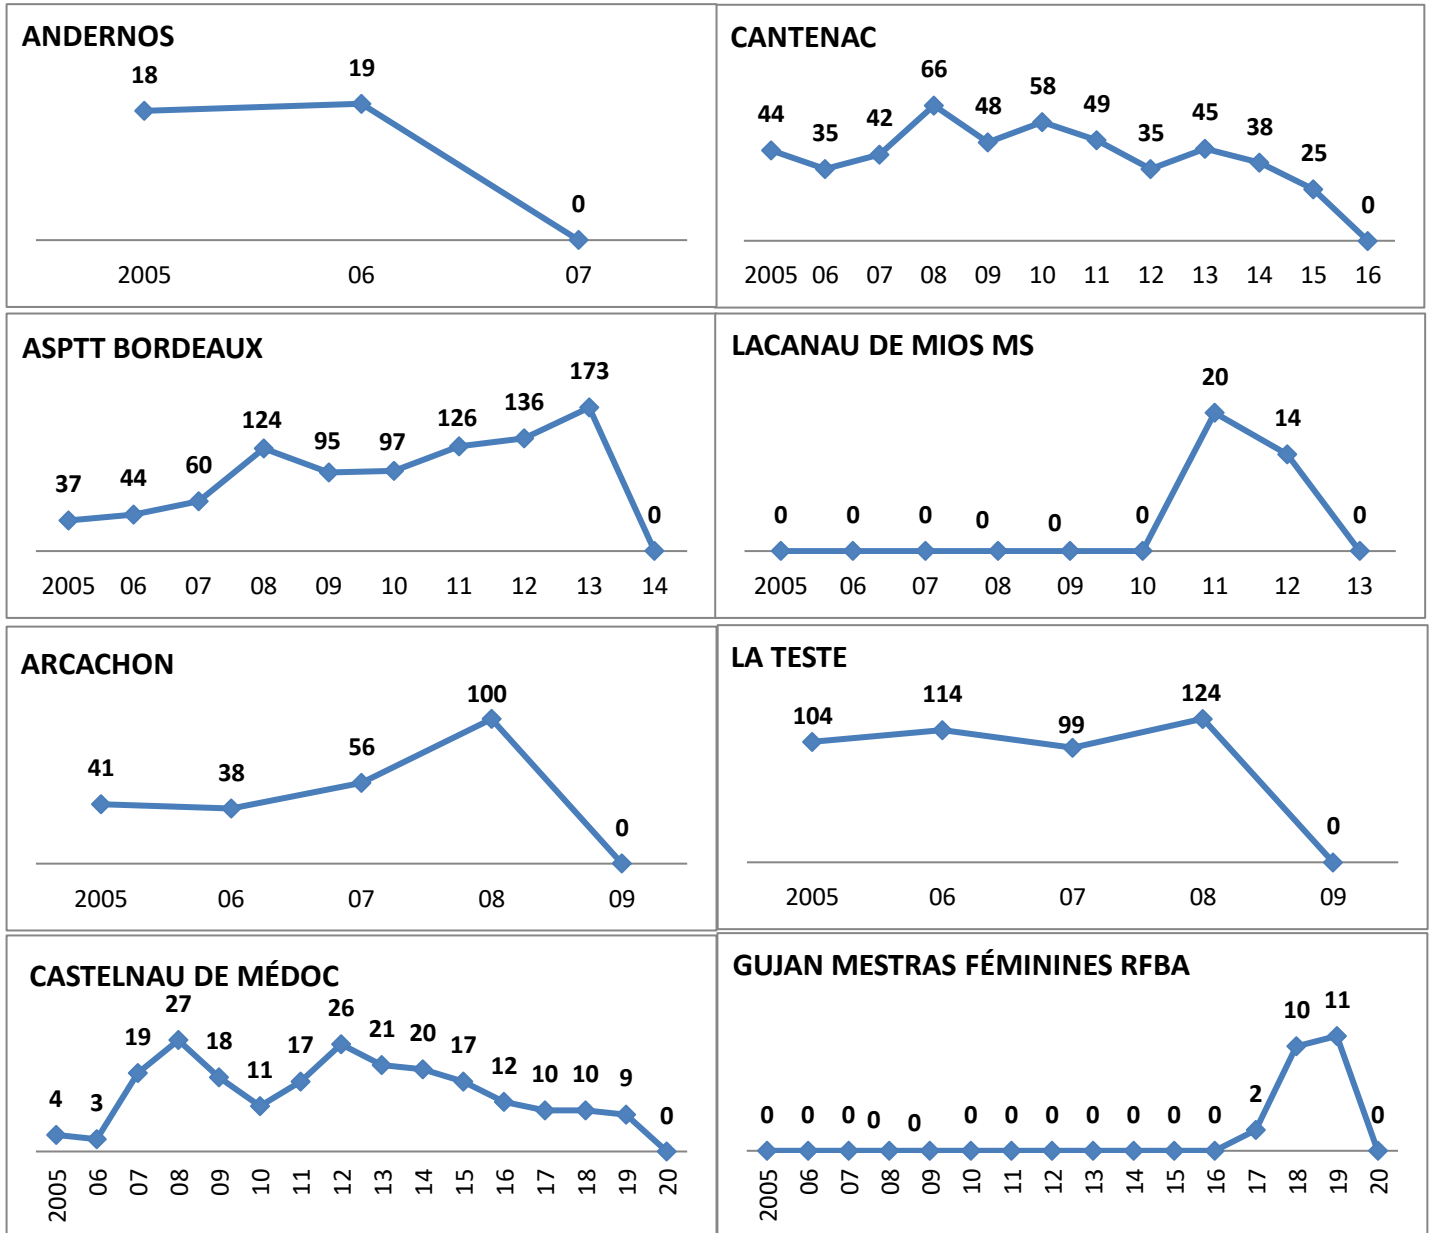 ANDERNOS
18 19 0
2005 06 07
CANTENAC
44 35 42 66 48 58 49 35 45 38 25 0
2005 06 07 08 09 10 11 12 13 14 15 16
ASPTT BORDEAUX
37 44 60 124 95 97 126 136 173 0
2005 06 07 08 09 10 11 12 13 14
LACANAU DE MIOS MS
0 0 0 0 0 0 20 14 0
2005 06 07 08 09 10 11 12 13
ARCACHON
41 38 56 100 0
2005 06 07 08 09
LA TESTE
104 114 99 124 0
2005 06 07 08 09
CASTELNAU DE MÉDOC
4 3 19 27 18 11 17 26 21 20 17 12 10 10 9 0
2005 06 07 08 09 10 11 12 13 14 15 16 17 18 19 20
GUJAN MESTRAS FÉMININES RFBA
0 0 0 0 0 0 0 0 0 0 0 0 2 10 11 0
2005 06 07 08 09 10 11 12 13 14 15 16 17 18 19 20